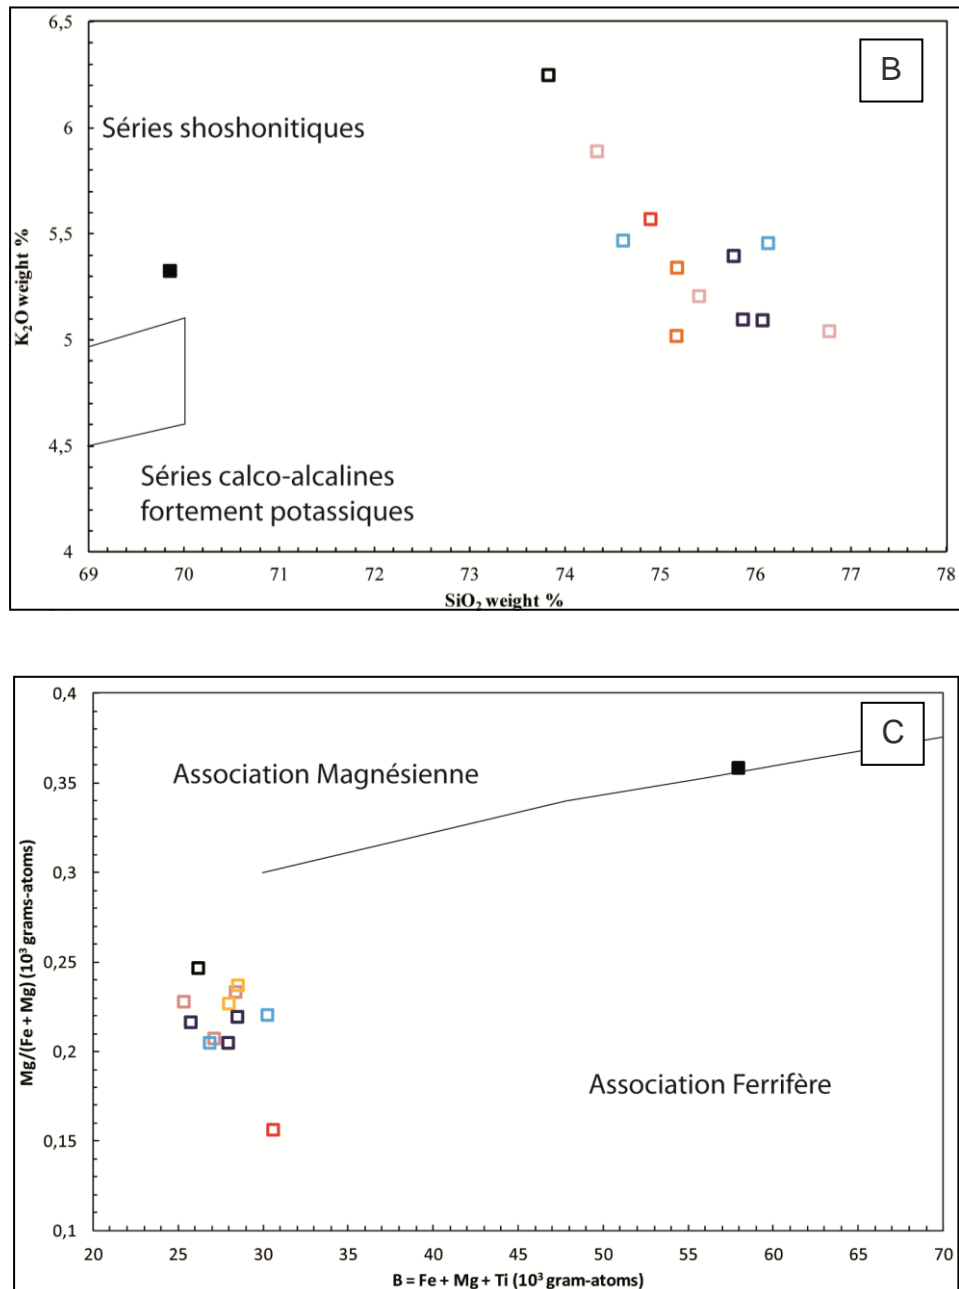 B
6,5
6
5,5
5
4,5
4
K₂O weight %
Séries shoshonitiques
Séries calco-alcalines
fortement potassiques
69 70 71 72 73 74 75 76 77 78
SiO₂ weight %
C
0,4
0,35
0,3
0,25
0,2
0,15
0,1
Mg/(Fe + Mg) (10³ grams-atoms)
Association Magnésienne
Association Ferrifère
20 25 30 35 40 45 50 55 60 65 70
B = Fe + Mg + Ti (10³ gram-atoms)